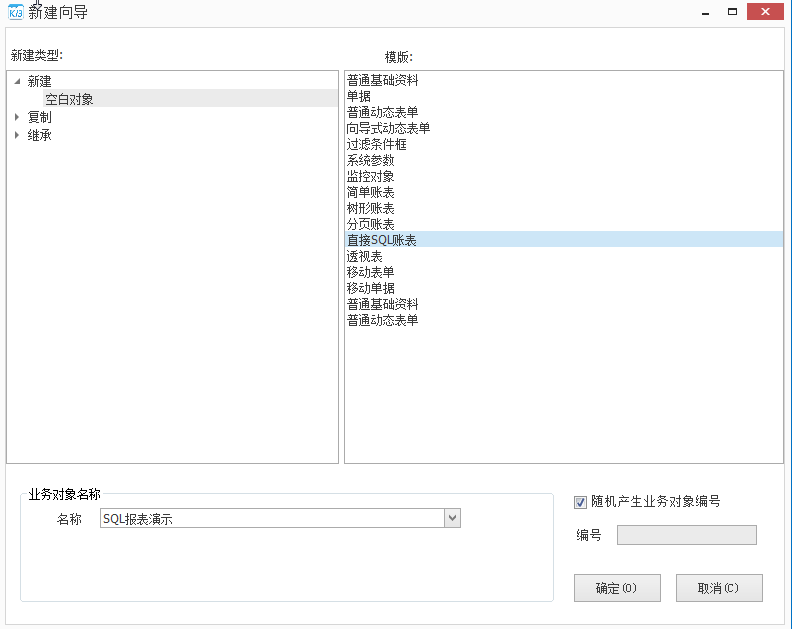 K/3 新建向导
新建类型:
模版:
新建
空白对象
复制
继承
普通基础资料
单据
普通动态表单
向导式动态表单
过滤条件框
系统参数
监控对象
简单账表
树形账表
分页账表
直接SQL账表
透视表
移动表单
移动单据
普通基础资料
普通动态表单
业务对象名称
名称 SQL报表演示
随机产生业务对象编号
编号
确定(O) 取消(C)